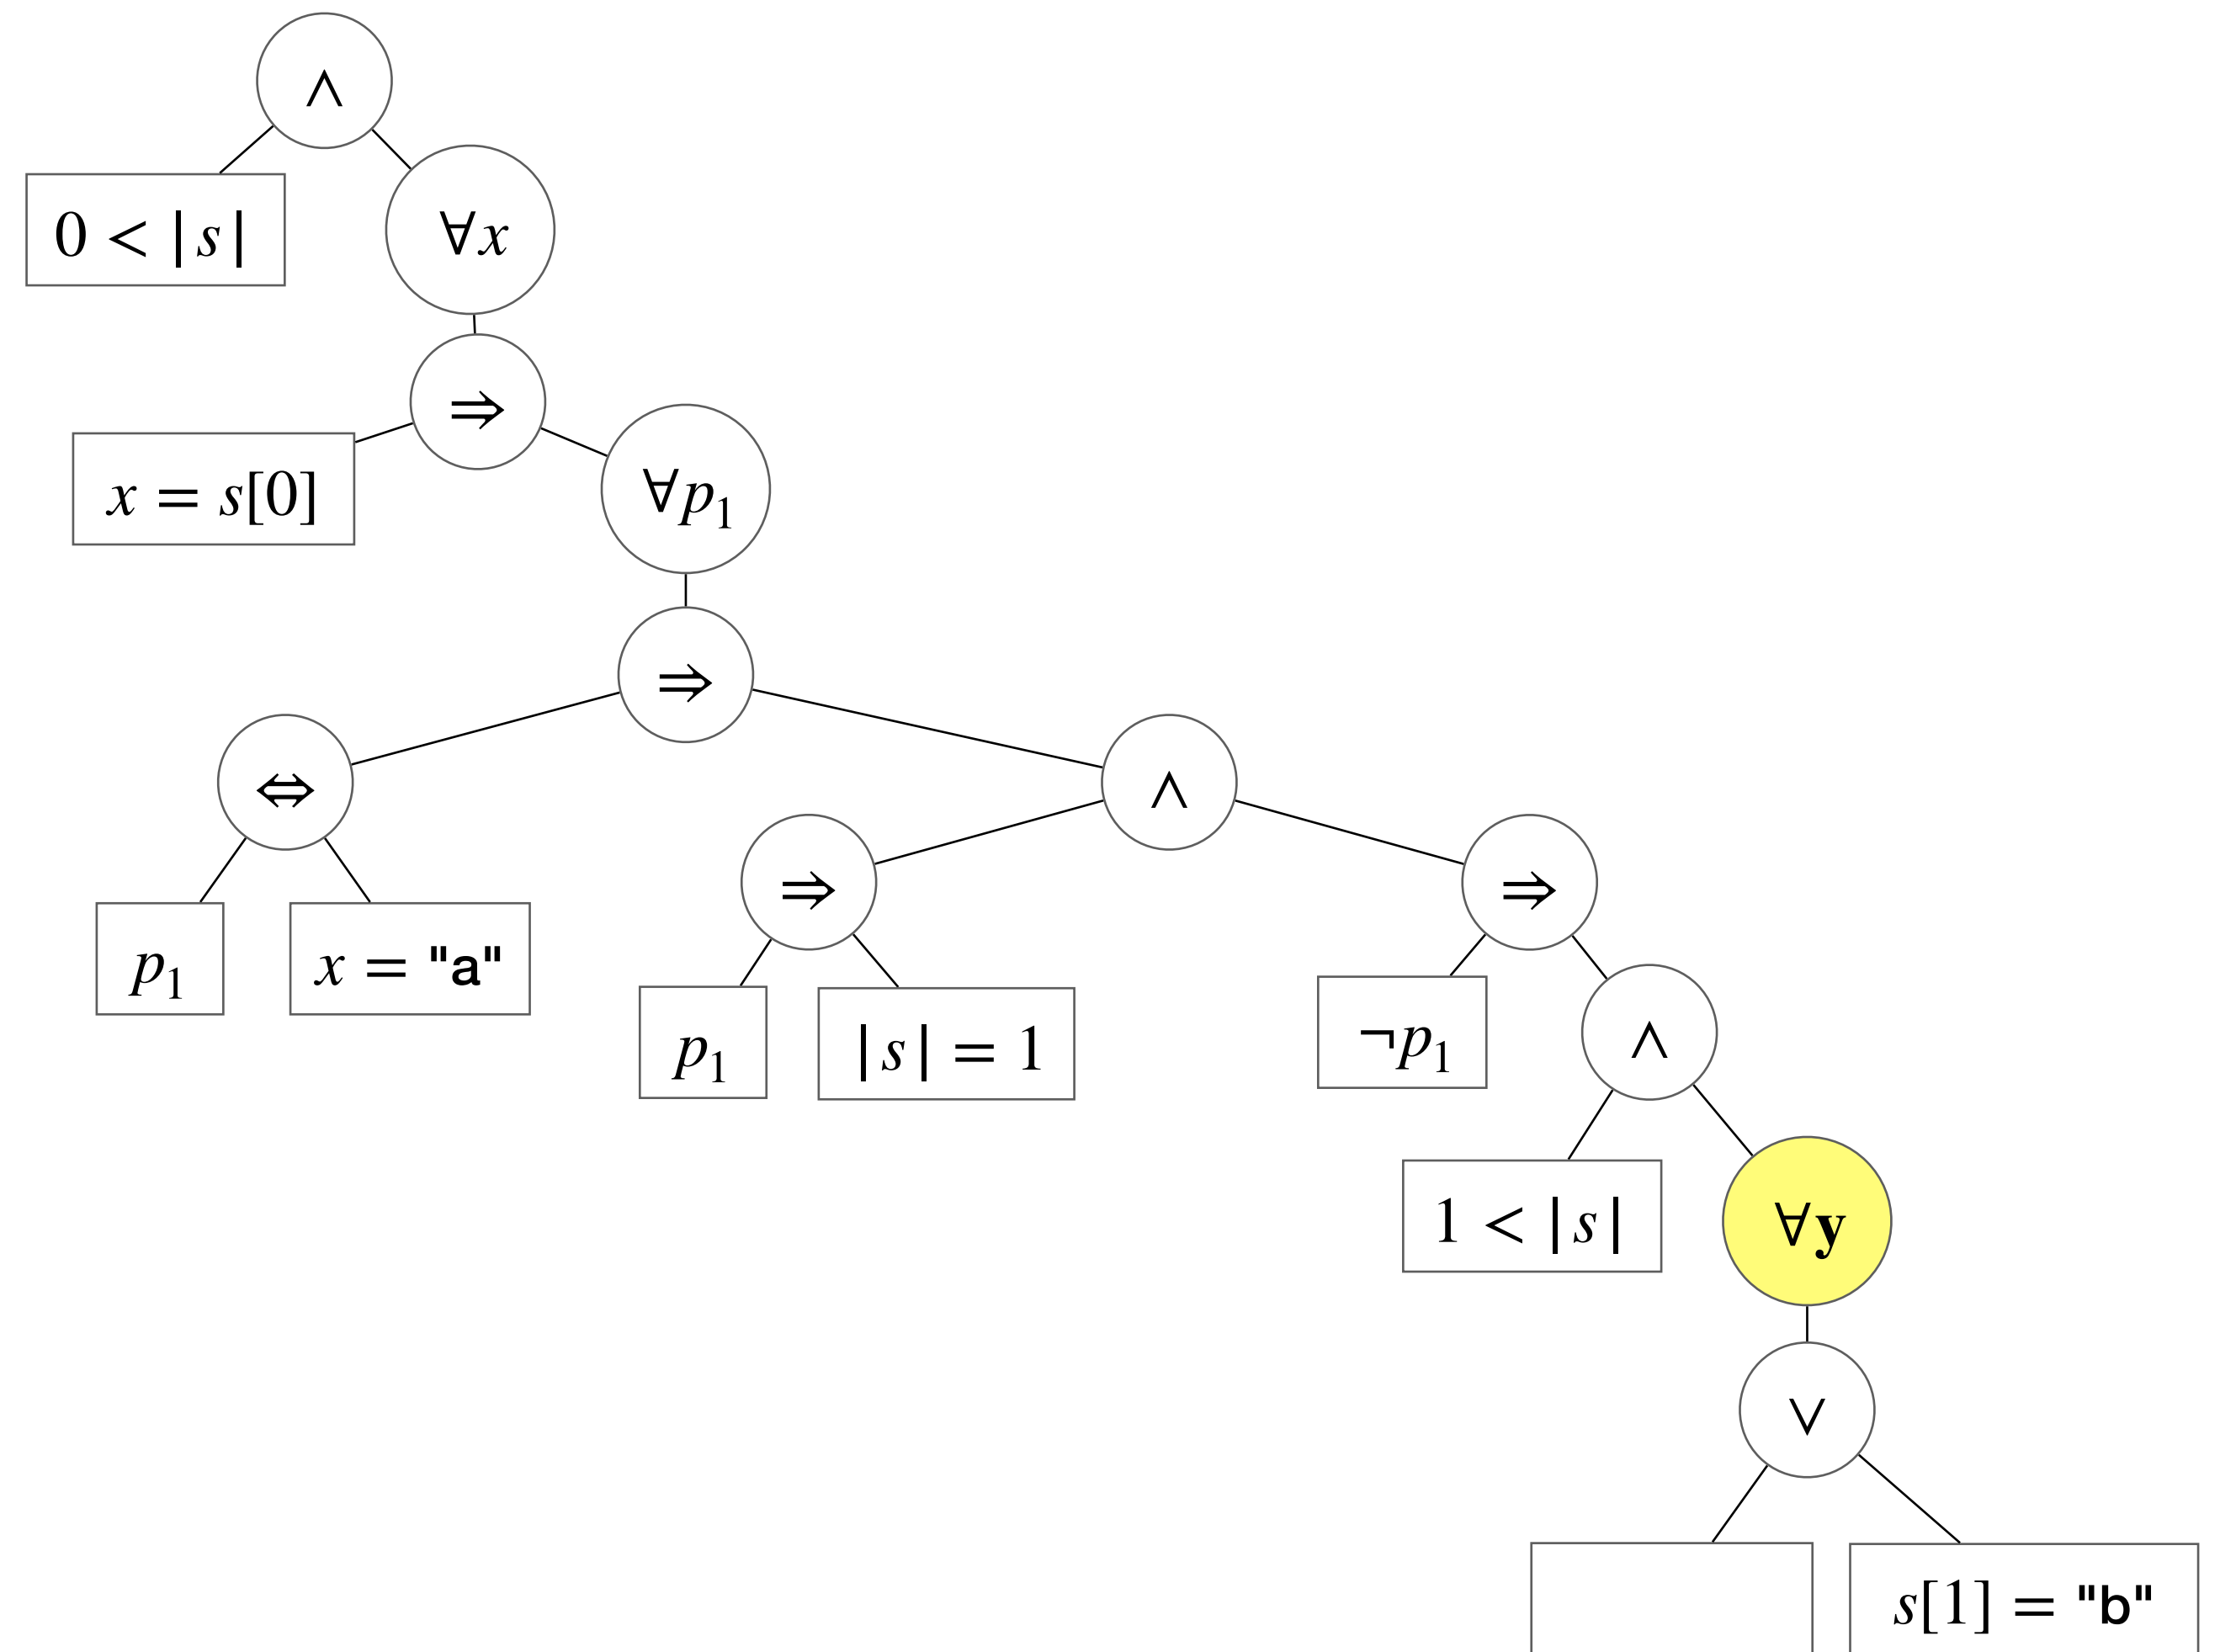 ∧
0 < |s|
∀x
⇒
x = s[0]
∀p₁
⇒
⇔
∧
p₁
x = "a"
⇒
⇒
p₁
|s| = 1
¬p₁
∧
1 < |s|
∀y
∨
s[1] = "b"